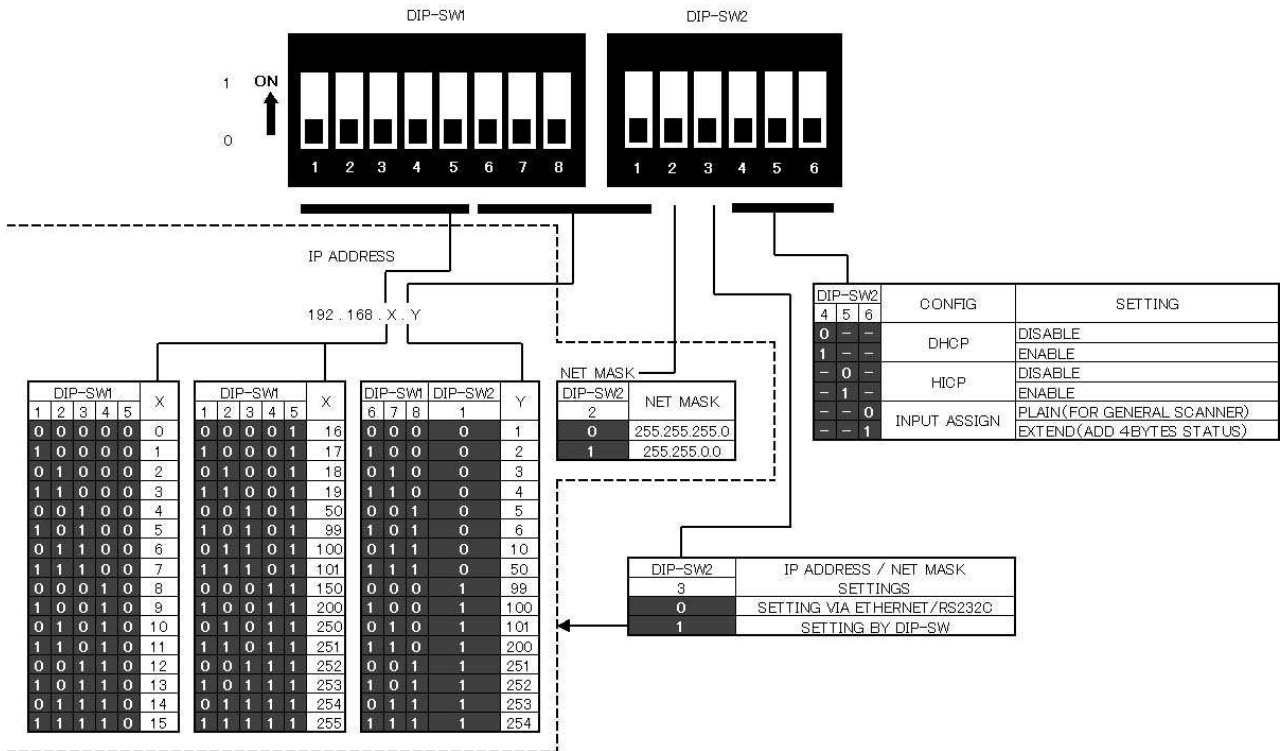 DIP-SW1 DIP-SW2
1 ON
0
1 2 3 4 5 6 7 8 1 2 3 4 5 6
IP ADDRESS
192 . 168 . X . Y
DIP-SW2 CONFIG SETTING
4 5 6
0 - - DHCP DISABLE
1 - - ENABLE
- 0 - HICP DISABLE
- 1 - ENABLE
- - 0 INPUT ASSIGN PLAIN(FOR GENERAL SCANNER)
- - 1 EXTEND(ADD 4BYTES STATUS)
NET MASK
DIP-SW2 NET MASK
2
0 255.255.255.0
1 255.255.0.0
DIP-SW1 X
1 2 3 4 5
0 0 0 0 0 0
1 0 0 0 0 1
0 1 0 0 0 2
1 1 0 0 0 3
0 0 1 0 0 4
1 0 1 0 0 5
0 1 1 0 0 6
1 1 1 0 0 7
0 0 0 1 0 8
1 0 0 1 0 9
0 1 0 1 0 10
1 1 0 1 0 11
0 0 1 1 0 12
1 0 1 1 0 13
0 1 1 1 0 14
1 1 1 1 0 15
DIP-SW1 X
1 2 3 4 5
0 0 0 0 1 16
1 0 0 0 1 17
0 1 0 0 1 18
1 1 0 0 1 19
0 0 1 0 1 50
1 0 1 0 1 99
0 1 1 0 1 100
1 1 1 0 1 101
0 0 0 1 1 150
1 0 0 1 1 200
0 1 0 1 1 250
1 1 0 1 1 251
0 0 1 1 1 252
1 0 1 1 1 253
0 1 1 1 1 254
1 1 1 1 1 255
DIP-SW1 DIP-SW2 Y
6 7 8 1
0 0 0 0 1
1 0 0 0 2
0 1 0 0 3
1 1 0 0 4
0 0 1 0 5
1 0 1 0 6
0 1 1 0 10
1 1 1 0 50
0 0 0 1 99
1 0 0 1 100
0 1 0 1 101
1 1 0 1 200
0 0 1 1 251
1 0 1 1 252
0 1 1 1 253
1 1 1 1 254
DIP-SW2 IP ADDRESS / NET MASK
3 SETTINGS
0 SETTING VIA ETHERNET/RS232C
1 SETTING BY DIP-SW